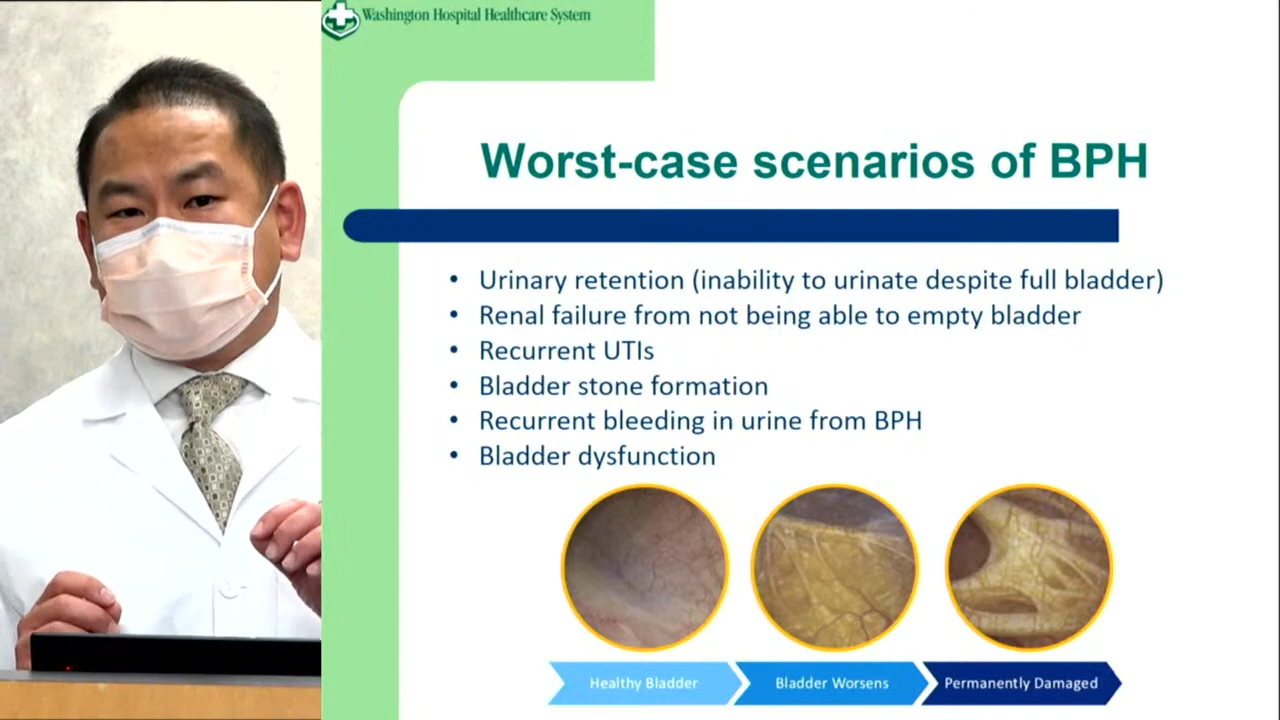 Washington Hospital Healthcare System
Worst-case scenarios of BPH
• Urinary retention (inability to urinate despite full bladder)
• Renal failure from not being able to empty bladder
• Recurrent UTIs
• Bladder stone formation
• Recurrent bleeding in urine from BPH
• Bladder dysfunction
Healthy Bladder
Bladder Worsens
Permanently Damaged